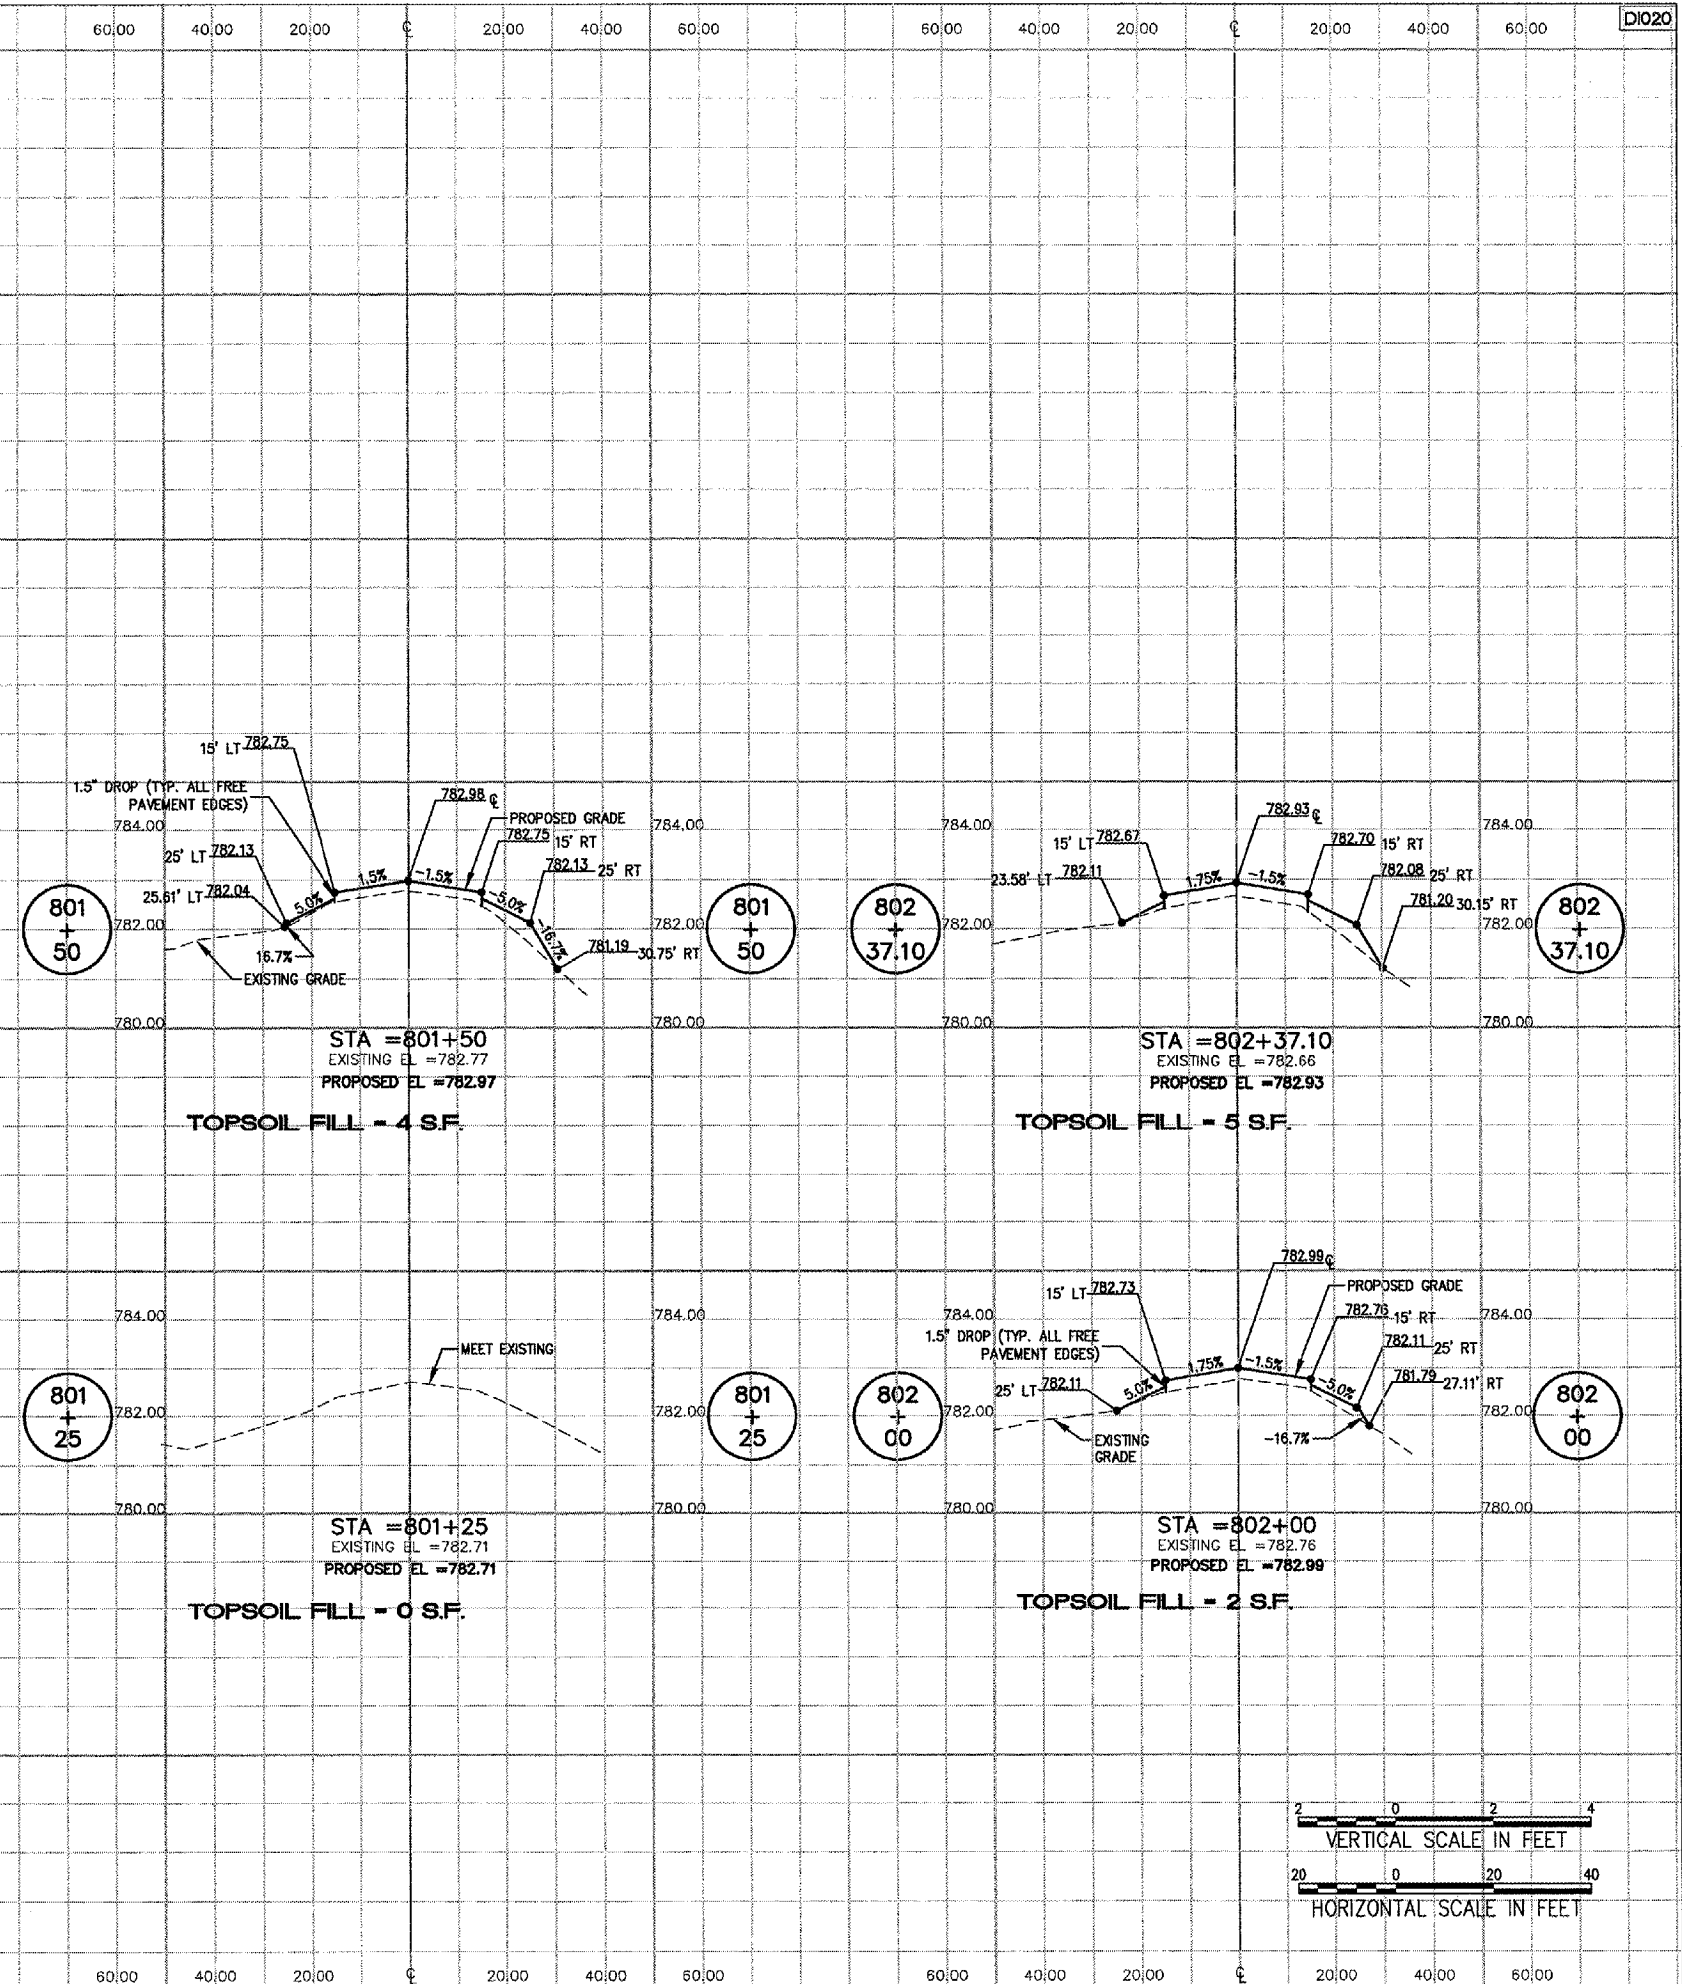 60.00 40.00 20.00 ℄ 20.00 40.00 60.00 60.00 40.00 20.00 ℄ 20.00 40.00 60.00
DI020
15' LT 782.75
1.5" DROP (TYP. ALL FREE
PAVEMENT EDGES)
782.98 ℄
PROPOSED GRADE
784.00
784.00
782.75 15' RT
25' LT 782.13
782.13 25' RT
25.61' LT 782.04
5.0%
1.5%
-1.5%
-5.0%
-16.7%
801
+
50
782.00
782.00
801
+
50
16.7%
781.19 30.75' RT
EXISTING GRADE
780.00
780.00
STA =801+50
EXISTING EL =782.77
PROPOSED EL =782.97
TOPSOIL FILL = 4 S.F.
782.93 ℄
784.00
784.00
15' LT 782.67
782.70 15' RT
23.58' LT 782.11
1.75%
-1.5%
782.08 25' RT
781.20 30.15' RT
802
+
37.10
782.00
782.00
802
+
37.10
780.00
780.00
STA =802+37.10
EXISTING EL =782.66
PROPOSED EL =782.93
TOPSOIL FILL = 5 S.F.
784.00
784.00
MEET EXISTING
801
+
25
782.00
782.00
801
+
25
780.00
780.00
STA =801+25
EXISTING EL =782.71
PROPOSED EL =782.71
TOPSOIL FILL = 0 S.F.
782.99 ℄
15' LT 782.73
PROPOSED GRADE
784.00
784.00
782.76 15' RT
1.5" DROP (TYP. ALL FREE
PAVEMENT EDGES)
782.11 25' RT
25' LT 782.11
5.0%
1.75%
-1.5%
-5.0%
781.79 27.11' RT
802
+
00
782.00
782.00
802
+
00
-16.7%
EXISTING
GRADE
780.00
780.00
STA =802+00
EXISTING EL =782.76
PROPOSED EL =782.99
TOPSOIL FILL = 2 S.F.
2 0 2 4
VERTICAL SCALE IN FEET
20 0 20 40
HORIZONTAL SCALE IN FEET
60.00 40.00 20.00 ℄ 20.00 40.00 60.00 60.00 40.00 20.00 ℄ 20.00 40.00 60.00